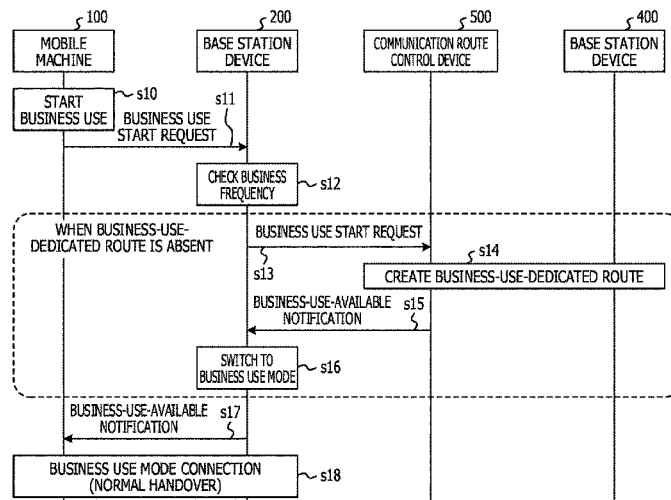 100
200
500
400
MOBILE
MACHINE
BASE STATION
DEVICE
COMMUNICATION ROUTE
CONTROL DEVICE
BASE STATION
DEVICE
START
BUSINESS USE
s10
s11
BUSINESS USE
START REQUEST
CHECK BUSINESS
FREQUENCY
s12
WHEN BUSINESS-USE-
DEDICATED ROUTE IS ABSENT
BUSINESS USE START REQUEST
s13
s14
CREATE BUSINESS-USE-DEDICATED ROUTE
BUSINESS-USE-AVAILABLE
NOTIFICATION
s15
SWITCH TO
BUSINESS USE MODE
s16
BUSINESS-USE-AVAILABLE
NOTIFICATION
s17
BUSINESS USE MODE CONNECTION
(NORMAL HANDOVER)
s18